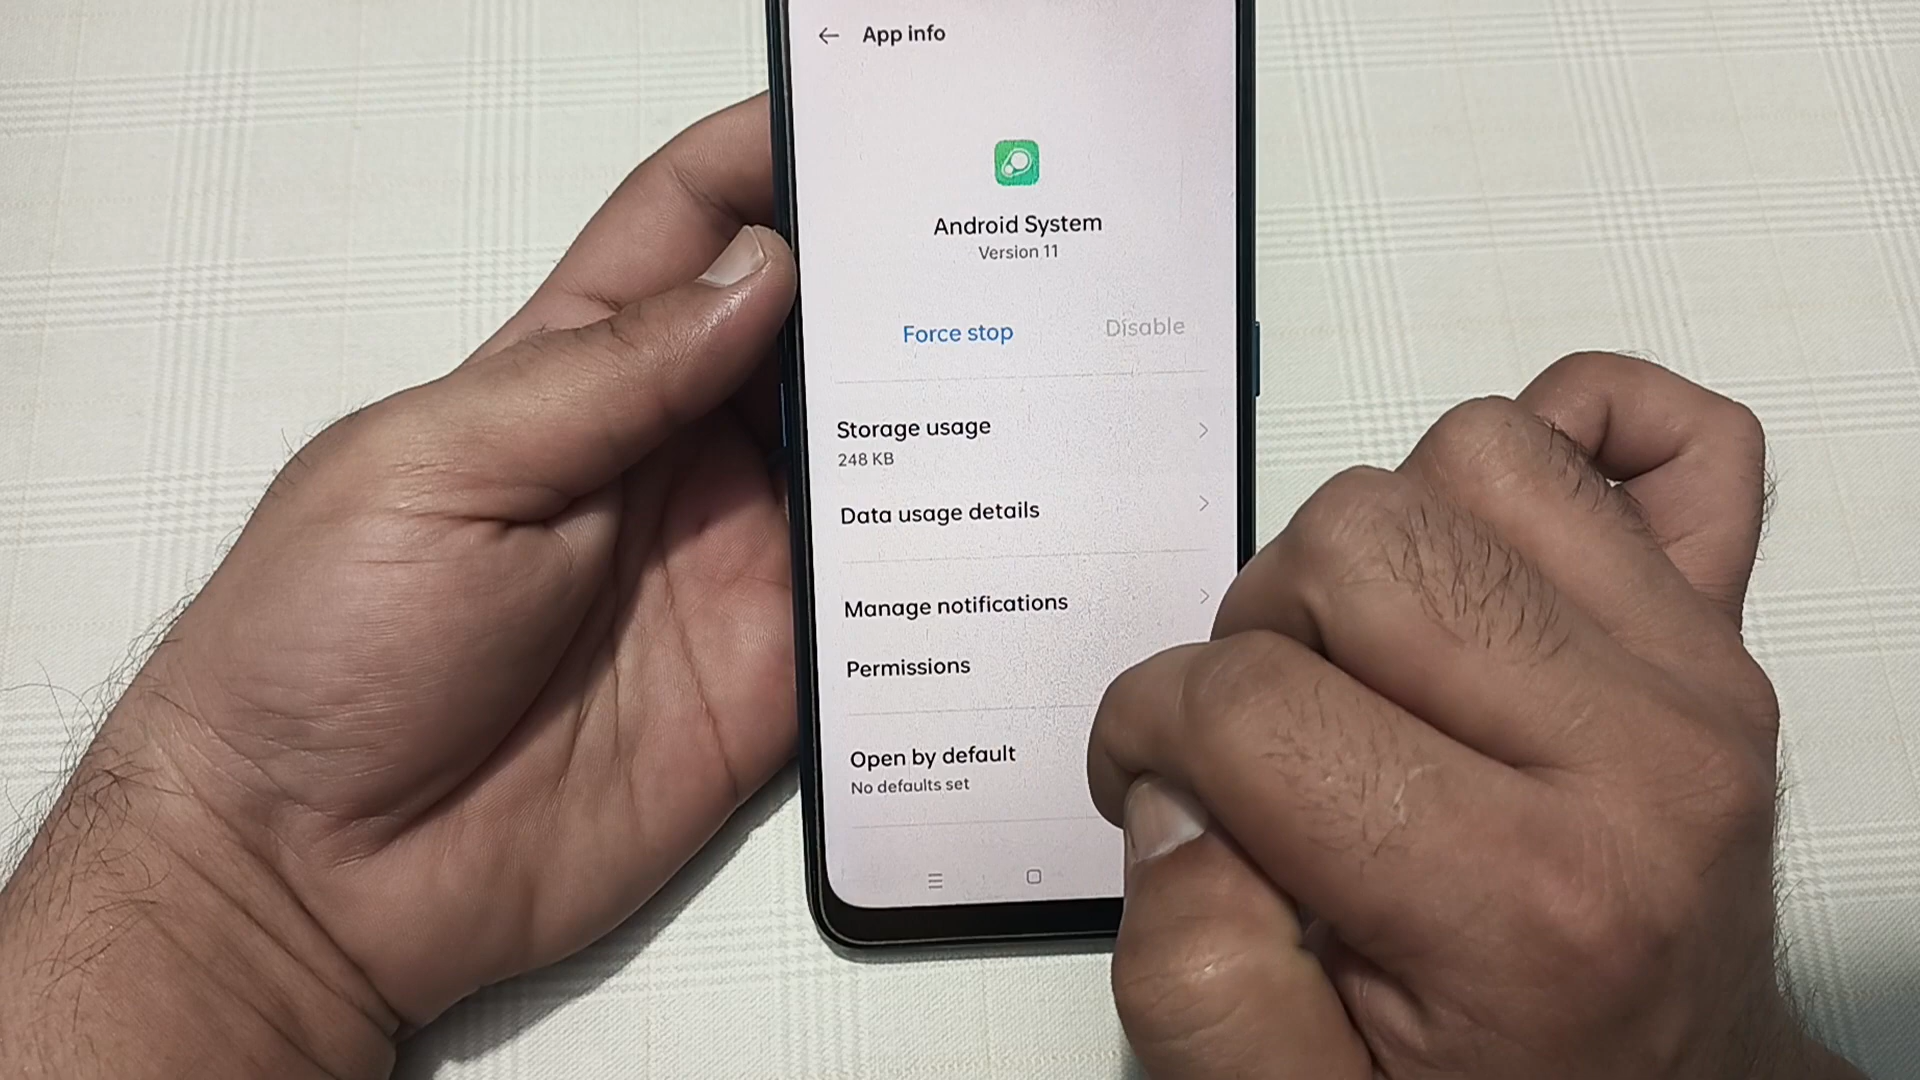 App info
Android System
Version 11
Force stop
Disable
Storage usage
248 KB
Data usage details
Manage notifications
Permissions
Open by default
No defaults set